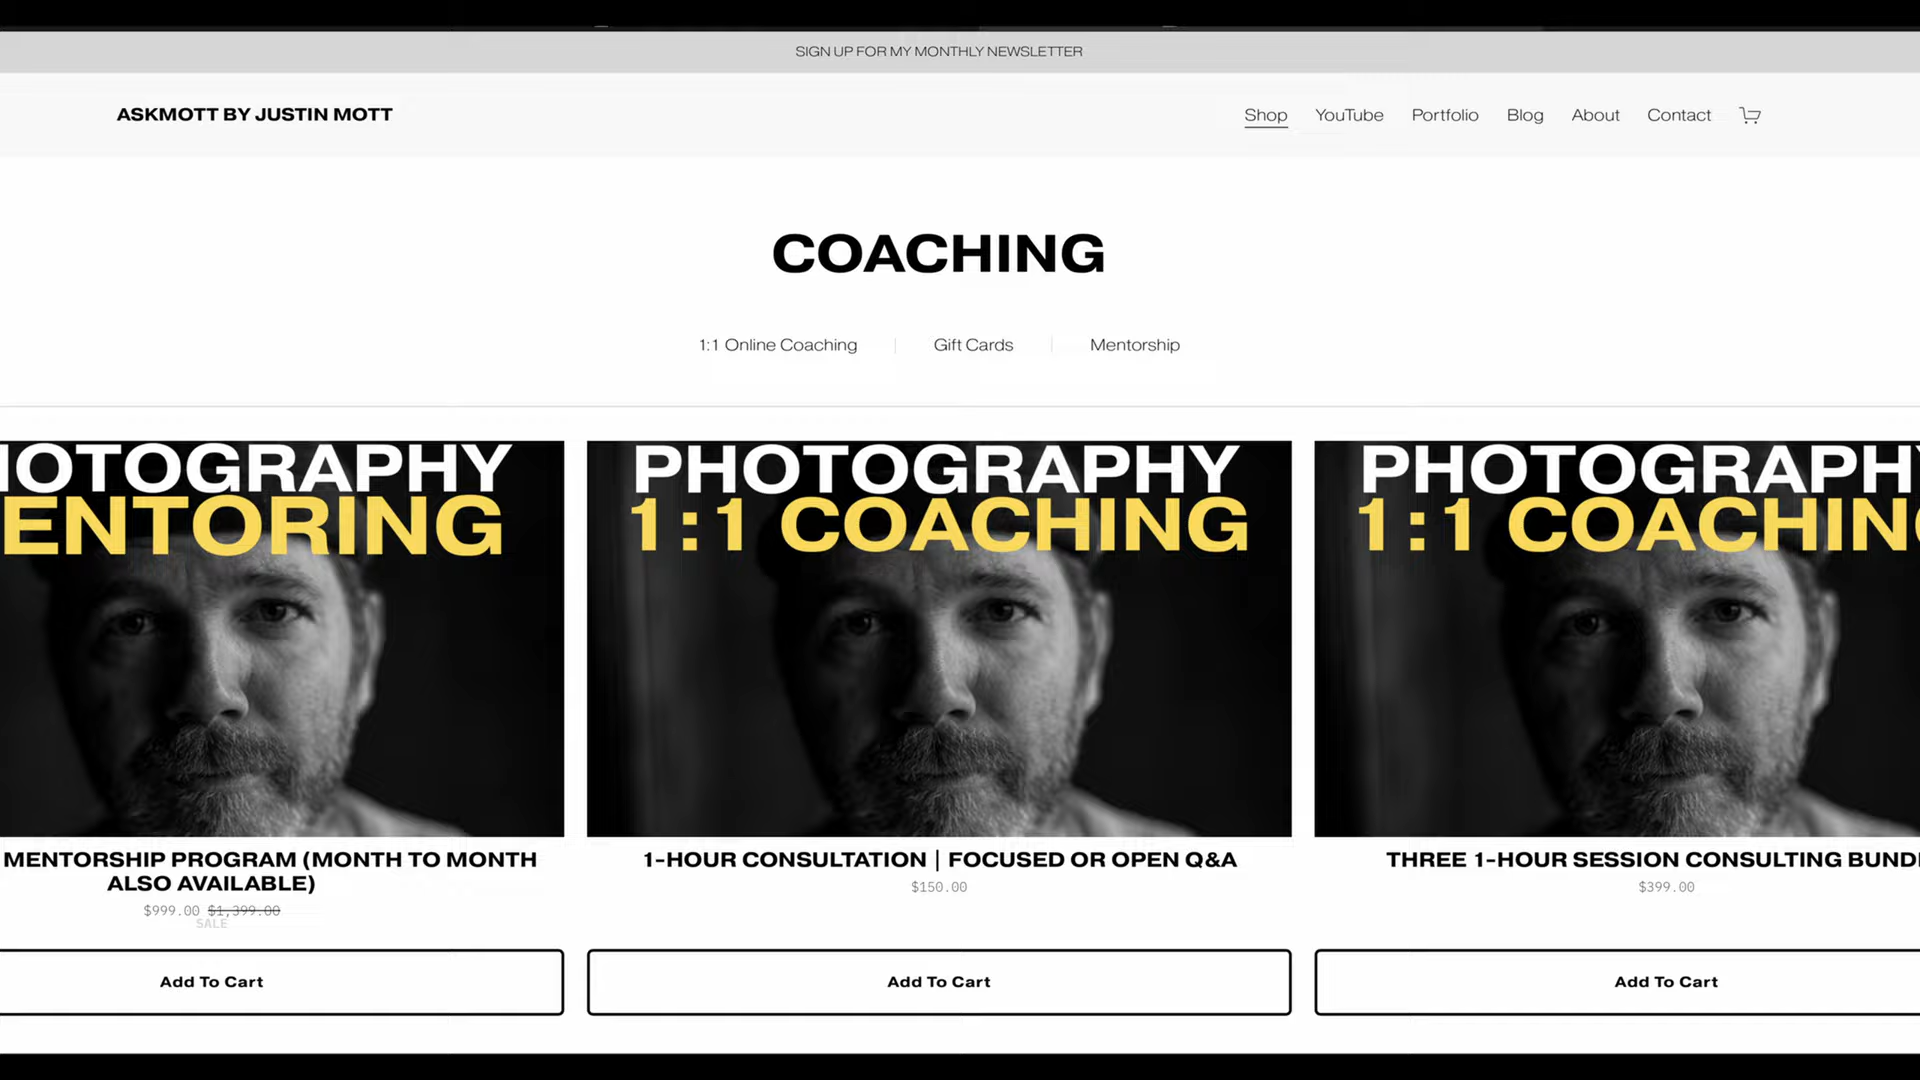 SIGN UP FOR MY MONTHLY NEWSLETTER
ASKMOTT BY JUSTIN MOTT
Shop YouTube Portfolio Blog About Contact
COACHING
1:1 Online Coaching Gift Cards Mentorship
HOTOGRAPHY
ENTORING
MENTORSHIP PROGRAM (MONTH TO MONTH
ALSO AVAILABLE)
$999.00 $1,399.00
SALE
Add To Cart
PHOTOGRAPHY
1:1 COACHING
1-HOUR CONSULTATION | FOCUSED OR OPEN Q&A
$150.00
Add To Cart
PHOTOGRAPHY
1:1 COACHING
THREE 1-HOUR SESSION CONSULTING BUND
$399.00
Add To Cart